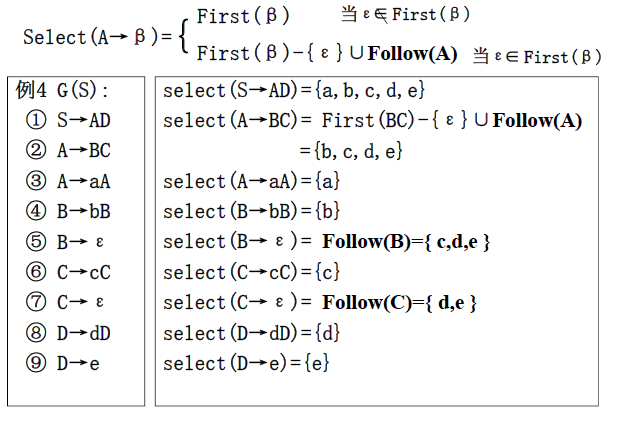 First(β) 当ε∉First(β)
Select(A→β)={
First(β)-{ε}∪Follow(A) 当ε∈First(β)
例4 G(S):
① S→AD
② A→BC
③ A→aA
④ B→bB
⑤ B→ε
⑥ C→cC
⑦ C→ε
⑧ D→dD
⑨ D→e
select(S→AD)={a,b,c,d,e}
select(A→BC)= First(BC)-{ε}∪Follow(A)
={b,c,d,e}
select(A→aA)={a}
select(B→bB)={b}
select(B→ε)= Follow(B)={ c,d,e }
select(C→cC)={c}
select(C→ε)= Follow(C)={ d,e }
select(D→dD)={d}
select(D→e)={e}